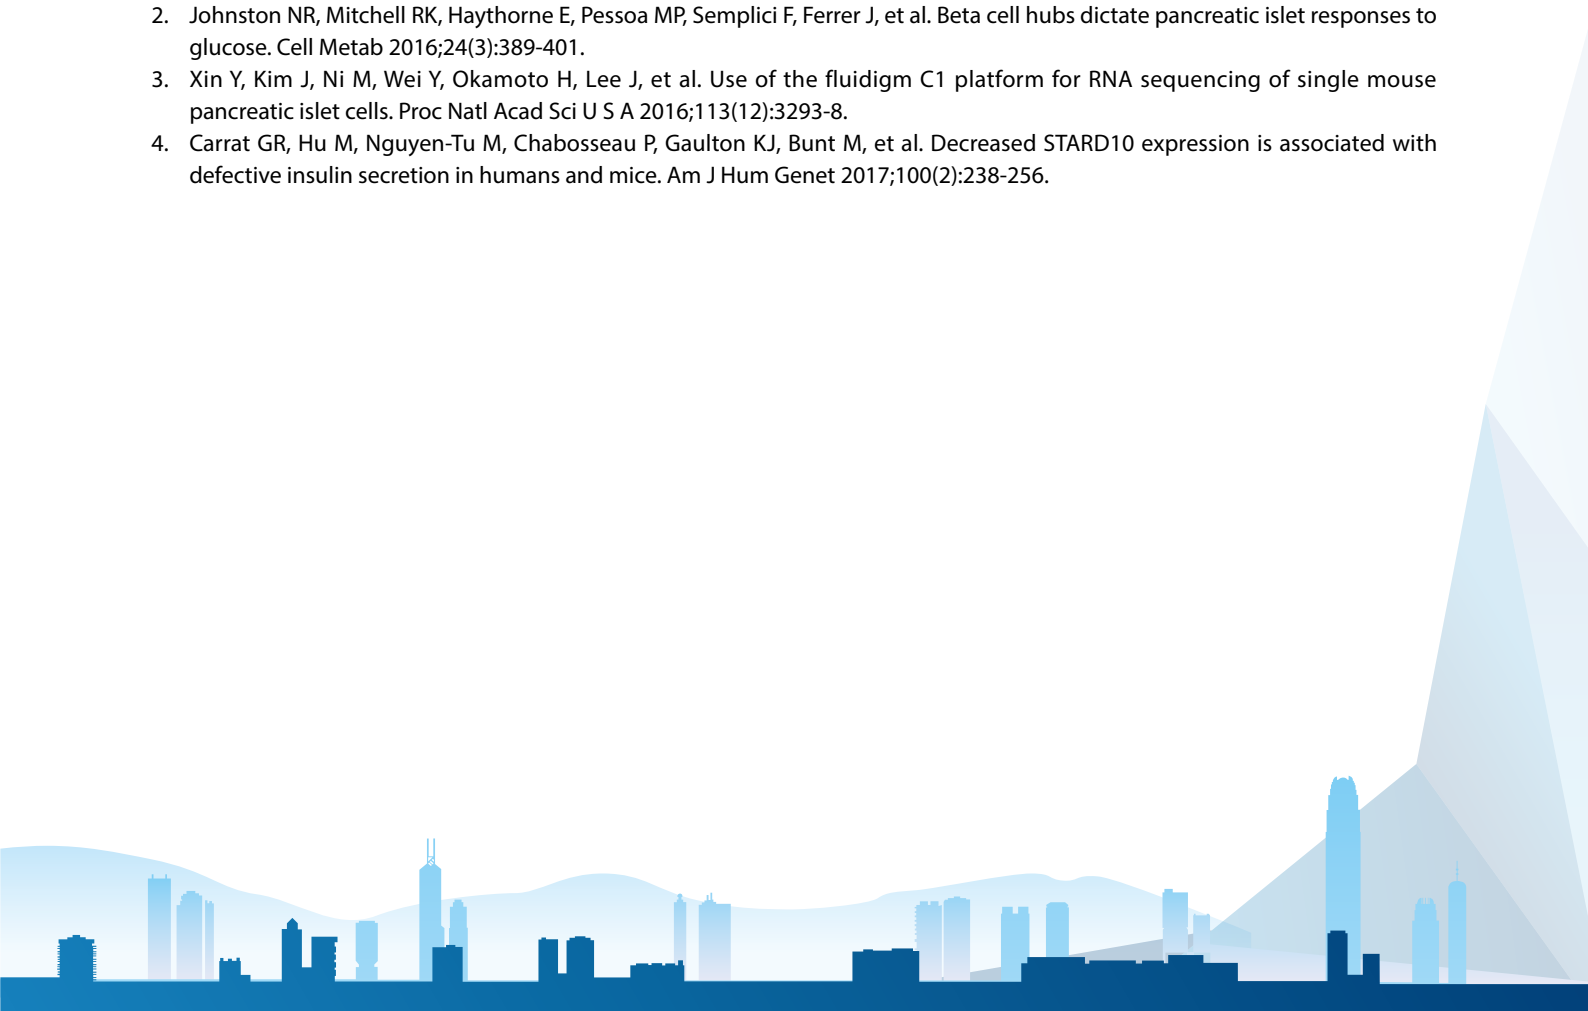 2. Johnston NR, Mitchell RK, Haythorne E, Pessoa MP, Semplici F, Ferrer J, et al. Beta cell hubs dictate pancreatic islet responses to
glucose. Cell Metab 2016;24(3):389-401.
3. Xin Y, Kim J, Ni M, Wei Y, Okamoto H, Lee J, et al. Use of the fluidigm C1 platform for RNA sequencing of single mouse
pancreatic islet cells. Proc Natl Acad Sci U S A 2016;113(12):3293-8.
4. Carrat GR, Hu M, Nguyen-Tu M, Chabosseau P, Gaulton KJ, Bunt M, et al. Decreased STARD10 expression is associated with
defective insulin secretion in humans and mice. Am J Hum Genet 2017;100(2):238-256.